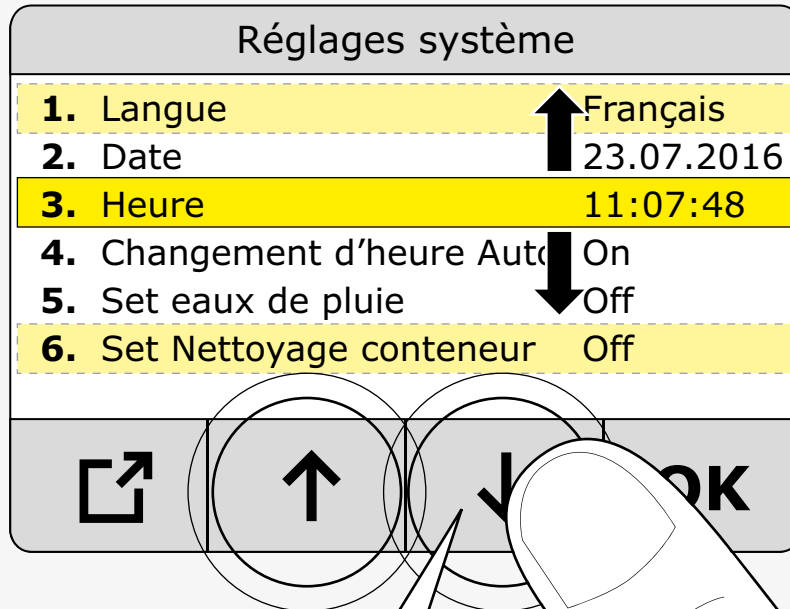 Réglages système
1. Langue Français
2. Date 23.07.2016
3. Heure 11:07:48
4. Changement d'heure Auto On
5. Set eaux de pluie Off
6. Set Nettoyage conteneur Off
OK